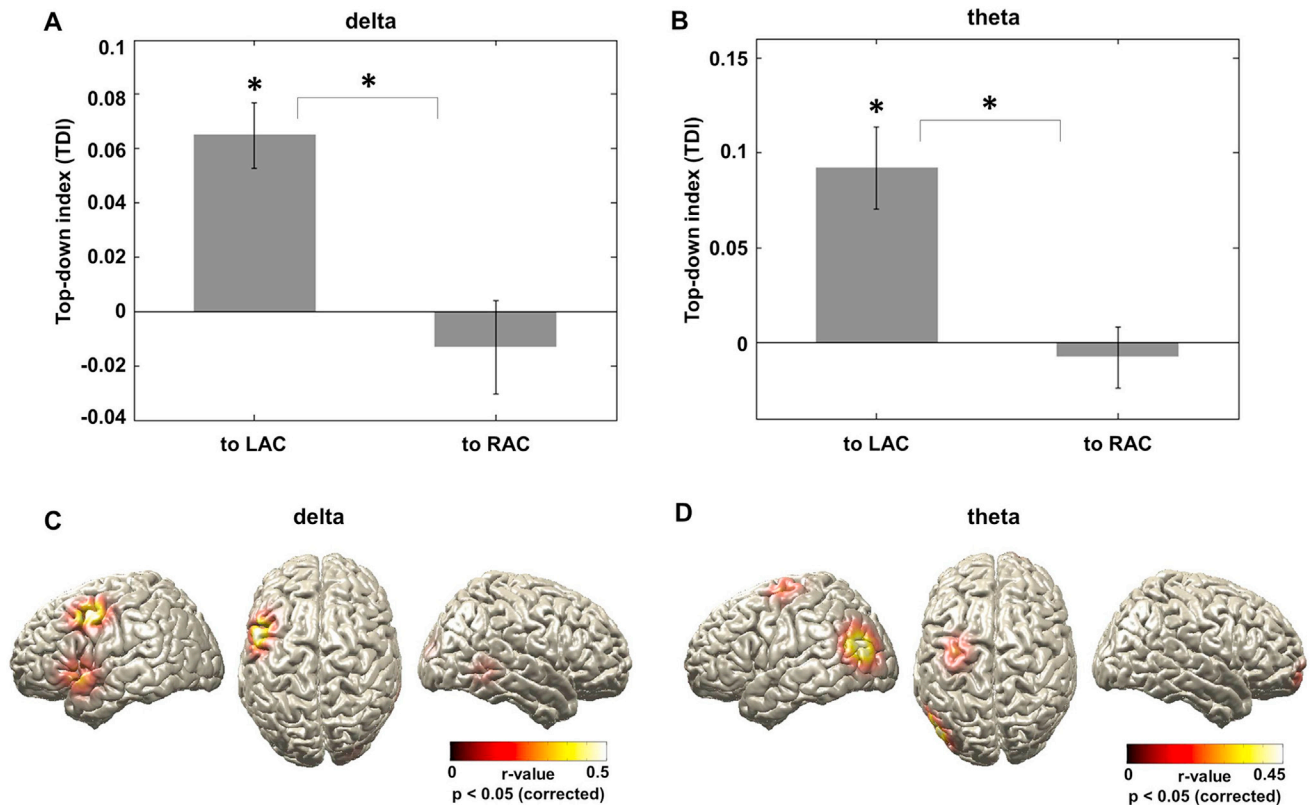 A
delta
Top-down index (TDI)
0.1
0.08
0.06
0.04
0.02
0
-0.02
-0.04
*
*
to LAC
to RAC
B
theta
Top-down index (TDI)
0.15
0.1
0.05
0
*
*
to LAC
to RAC
C
delta
0
r-value
0.5
p < 0.05 (corrected)
D
theta
0
r-value
0.45
p < 0.05 (corrected)